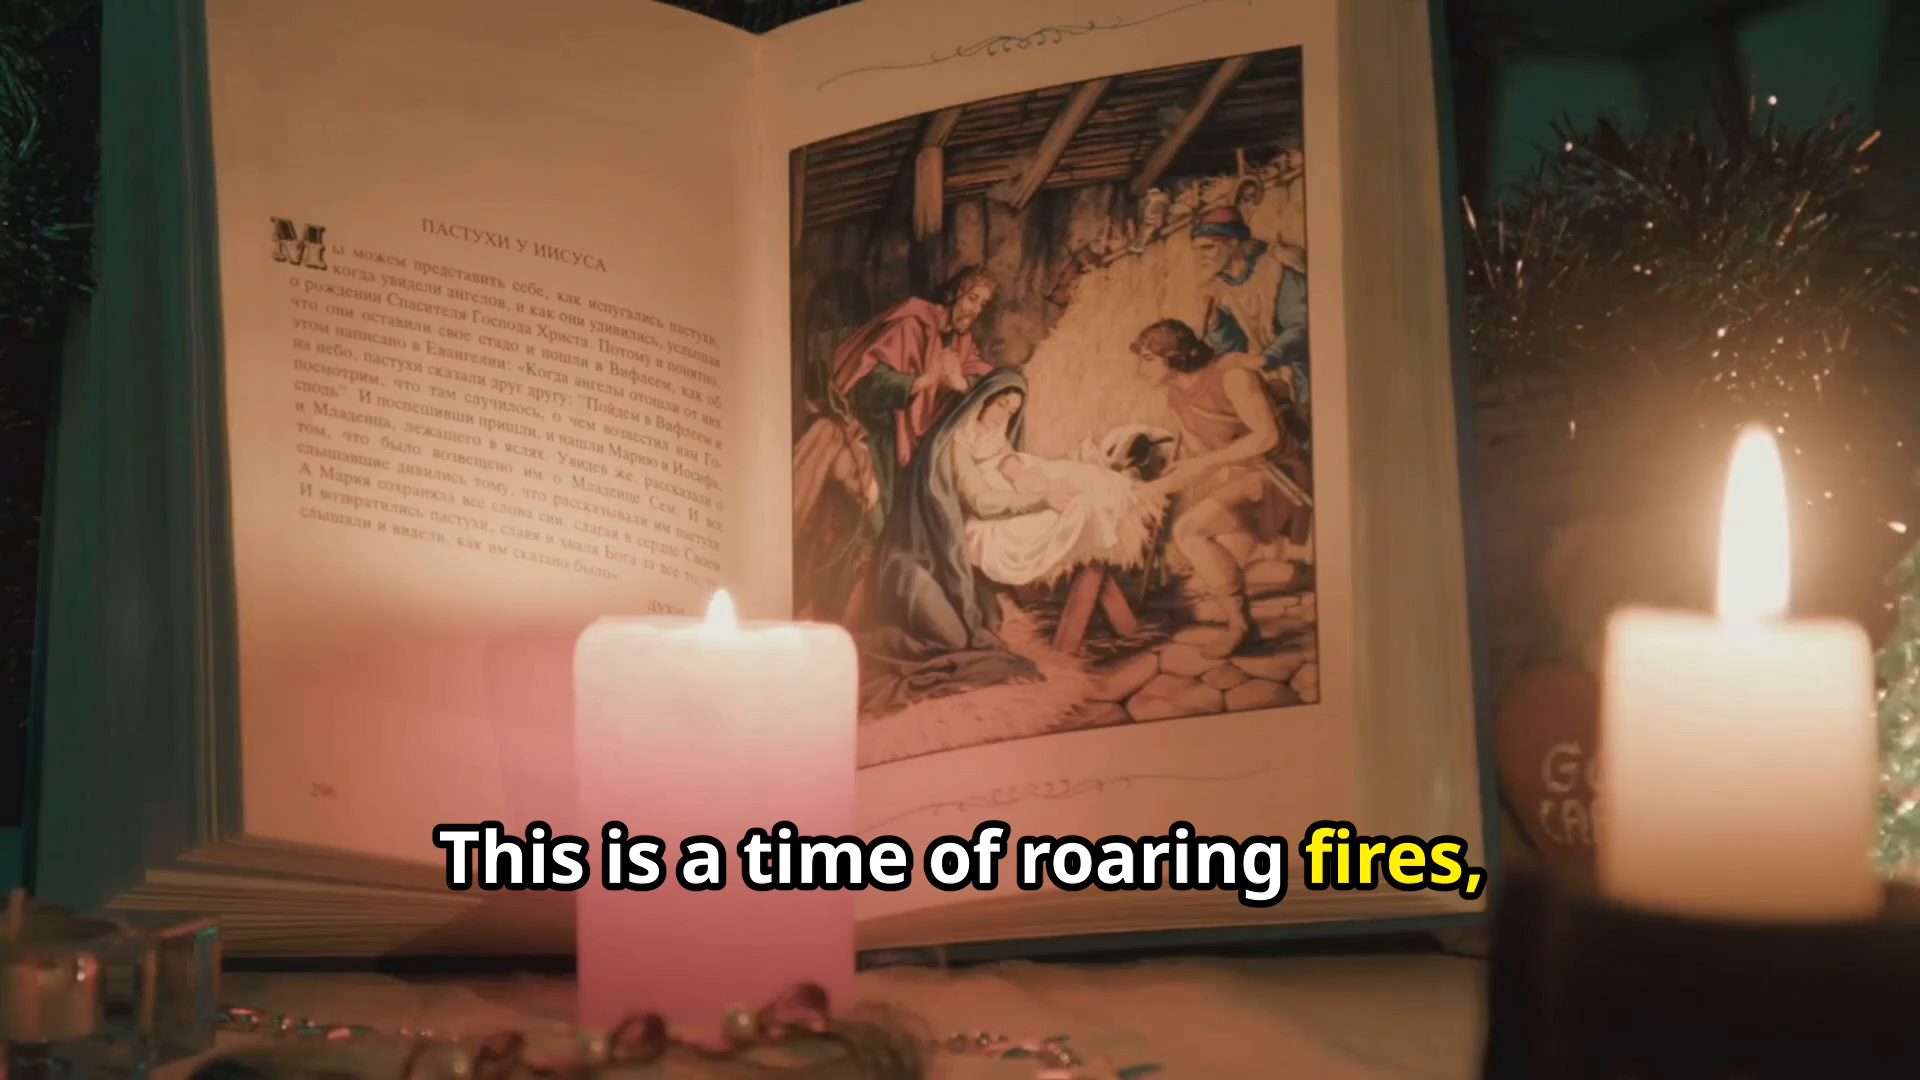 ПАСТУХИ У ИИСУСА
Мы можем представить себе, как испугались пастухи,
когда увидели ангелов, и как они удивились, услышав
о рождении Спасителя Господа Христа. Потому и понятно,
что они оставили свое стадо и пошли в Вифлеем, как об
этом написано в Евангелии: «Когда ангелы отошли от них
на небо, пастухи сказали друг другу: "Пойдем в Вифлеем и
посмотрим, что там случилось, о чем возвестил нам Го-
сподь". И поспешивши пришли, и нашли Марию и Иосифа,
и Младенца, лежащего в яслях. Увидев же, рассказали о
том, что было возвещено им о Младенце Сем. И все
слышавшие дивились тому, что рассказывали им пастухи
А Мария сохраняла все слова сии, слагая в сердце Своем
И возвратились пастухи, славя и хваля Бога за все то,
слышали и видели, как им сказано было»
This is a time of roaring fires,